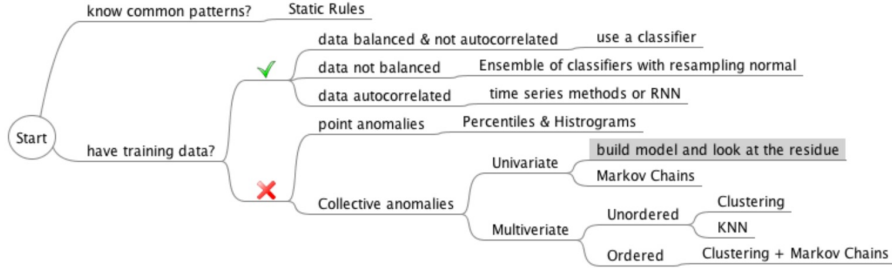 know common patterns?
Static Rules
data balanced & not autocorrelated
use a classifier
data not balanced
Ensemble of classifiers with resampling normal
data autocorrelated
time series methods or RNN
Start
have training data?
point anomalies
Percentiles & Histrograms
Collective anomalies
Univariate
build model and look at the residue
Markov Chains
Multiveriate
Unordered
Clustering
KNN
Ordered
Clustering + Markov Chains